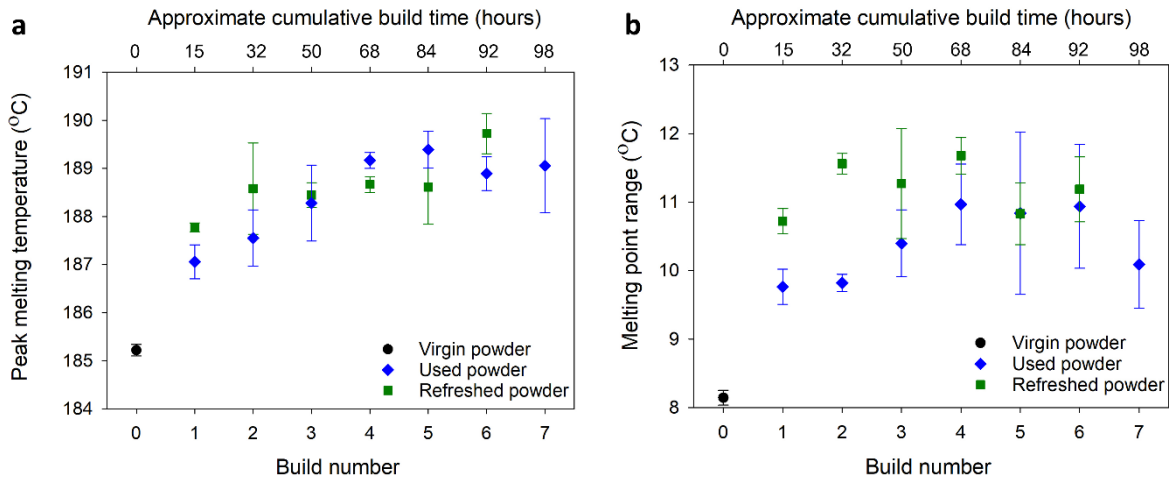 a
Approximate cumulative build time (hours)
0 15 32 50 68 84 92 98
Peak melting temperature (°C)
191
190
189
188
187
186
185
184
Virgin powder
Used powder
Refreshed powder
0 1 2 3 4 5 6 7
Build number
b
Approximate cumulative build time (hours)
0 15 32 50 68 84 92 98
Melting point range (°C)
13
12
11
10
9
8
Virgin powder
Used powder
Refreshed powder
0 1 2 3 4 5 6 7
Build number